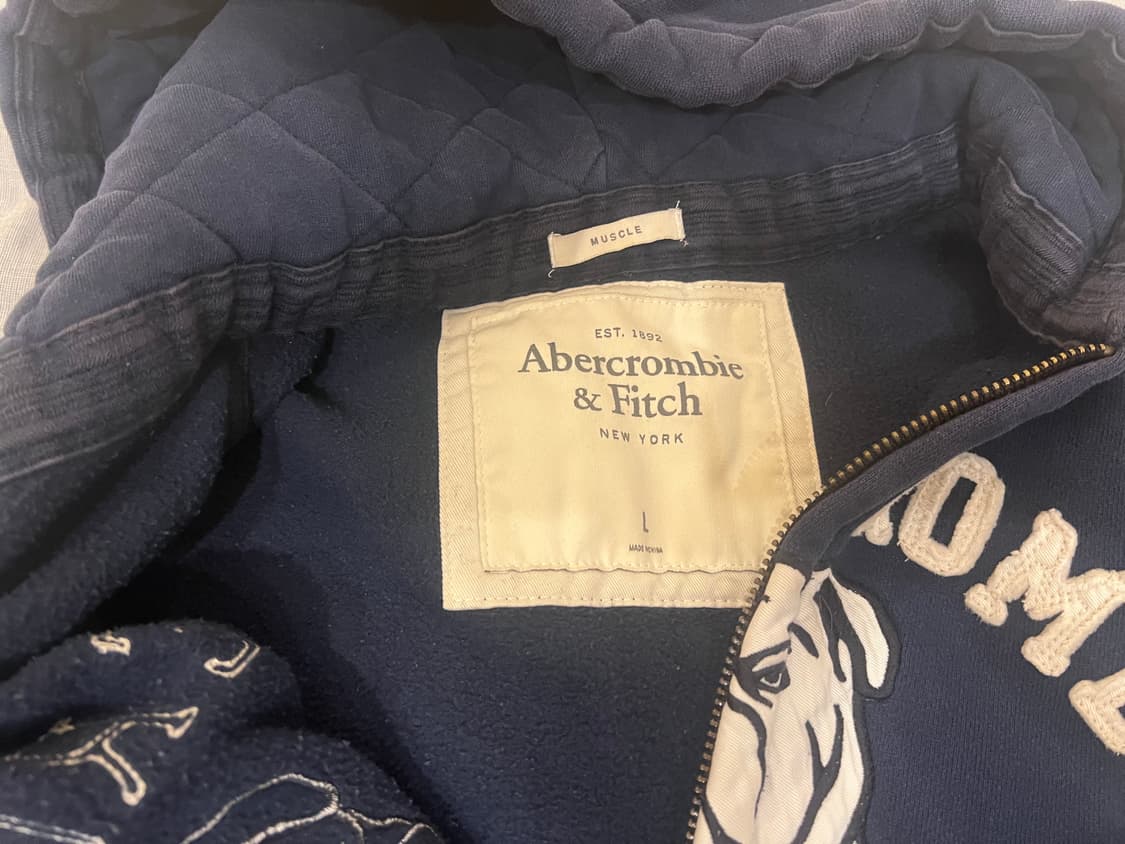 MUSCLE
EST. 1892
Abercrombie
& Fitch
NEW YORK
L
MADE IN CHINA